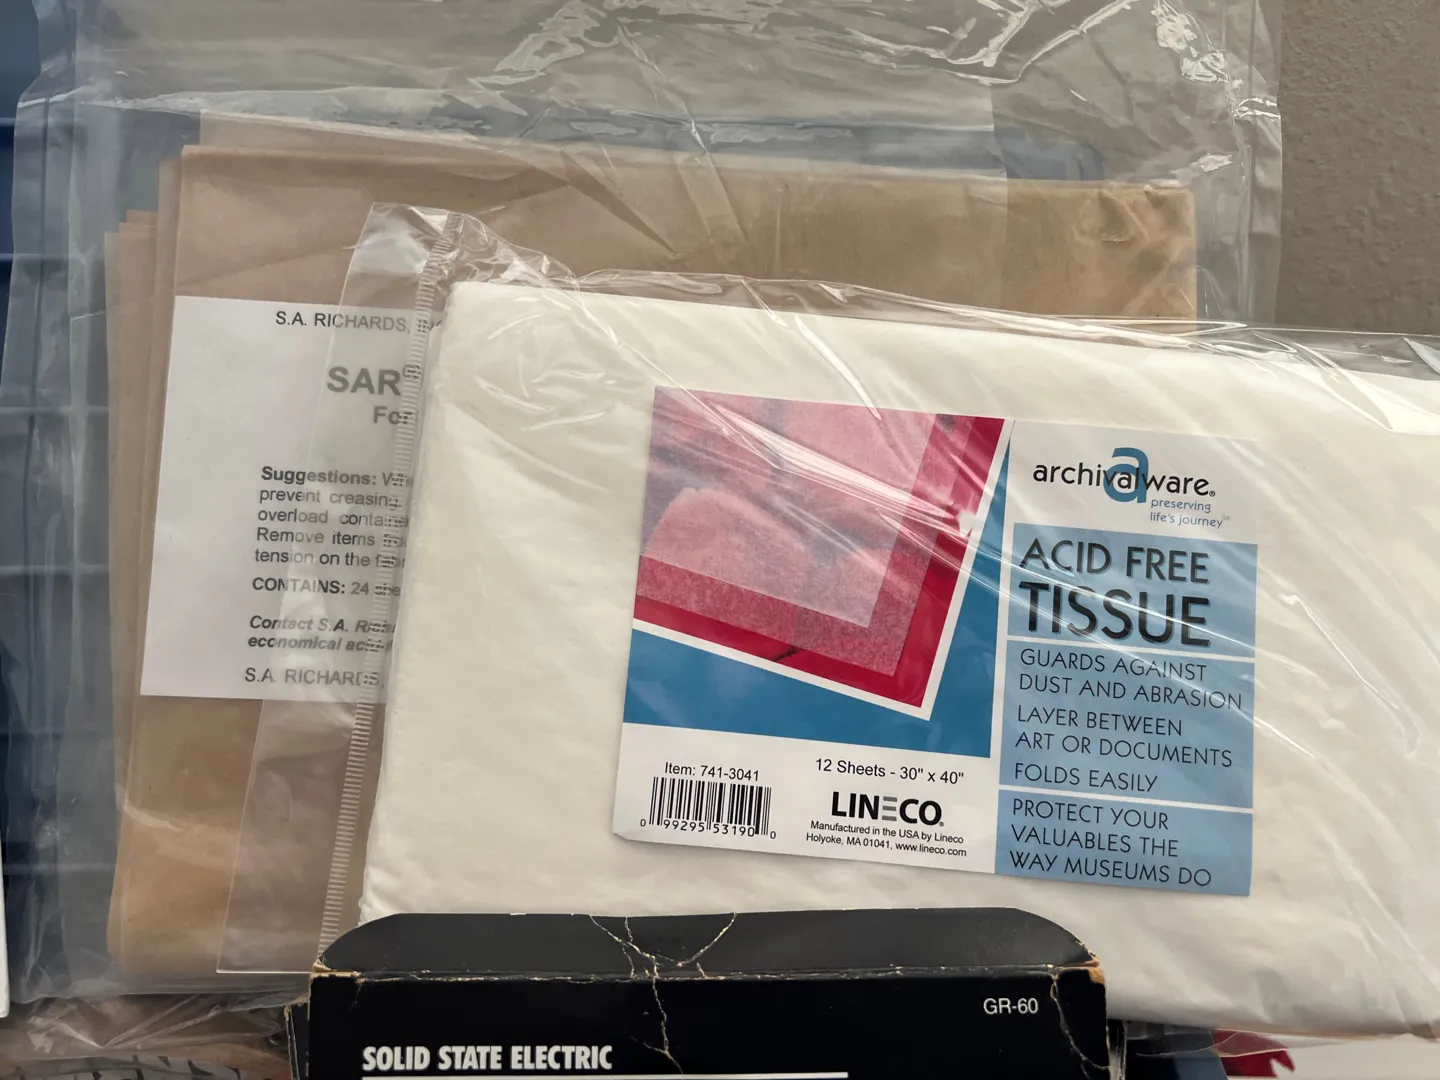 S.A. RICHARDS, INC
SAR®
For
Suggestions:
prevent creasing.
overload
Remove items
tension on the
CONTAINS: 24
Contact S.A.
economical
S.A. RICHARDS,
archivalware®
preserving
life's journey™
ACID FREE
TISSUE
GUARDS AGAINST
DUST AND ABRASION
LAYER BETWEEN
ART OR DOCUMENTS
FOLDS EASILY
PROTECT YOUR
VALUABLES THE
WAY MUSEUMS DO
Item: 741-3041
0 99295 53190 0
12 Sheets - 30" x 40"
LINECO®
Manufactured in the USA by Lineco
Holyoke, MA 01041, www.lineco.com
GR-60
SOLID STATE ELECTRIC